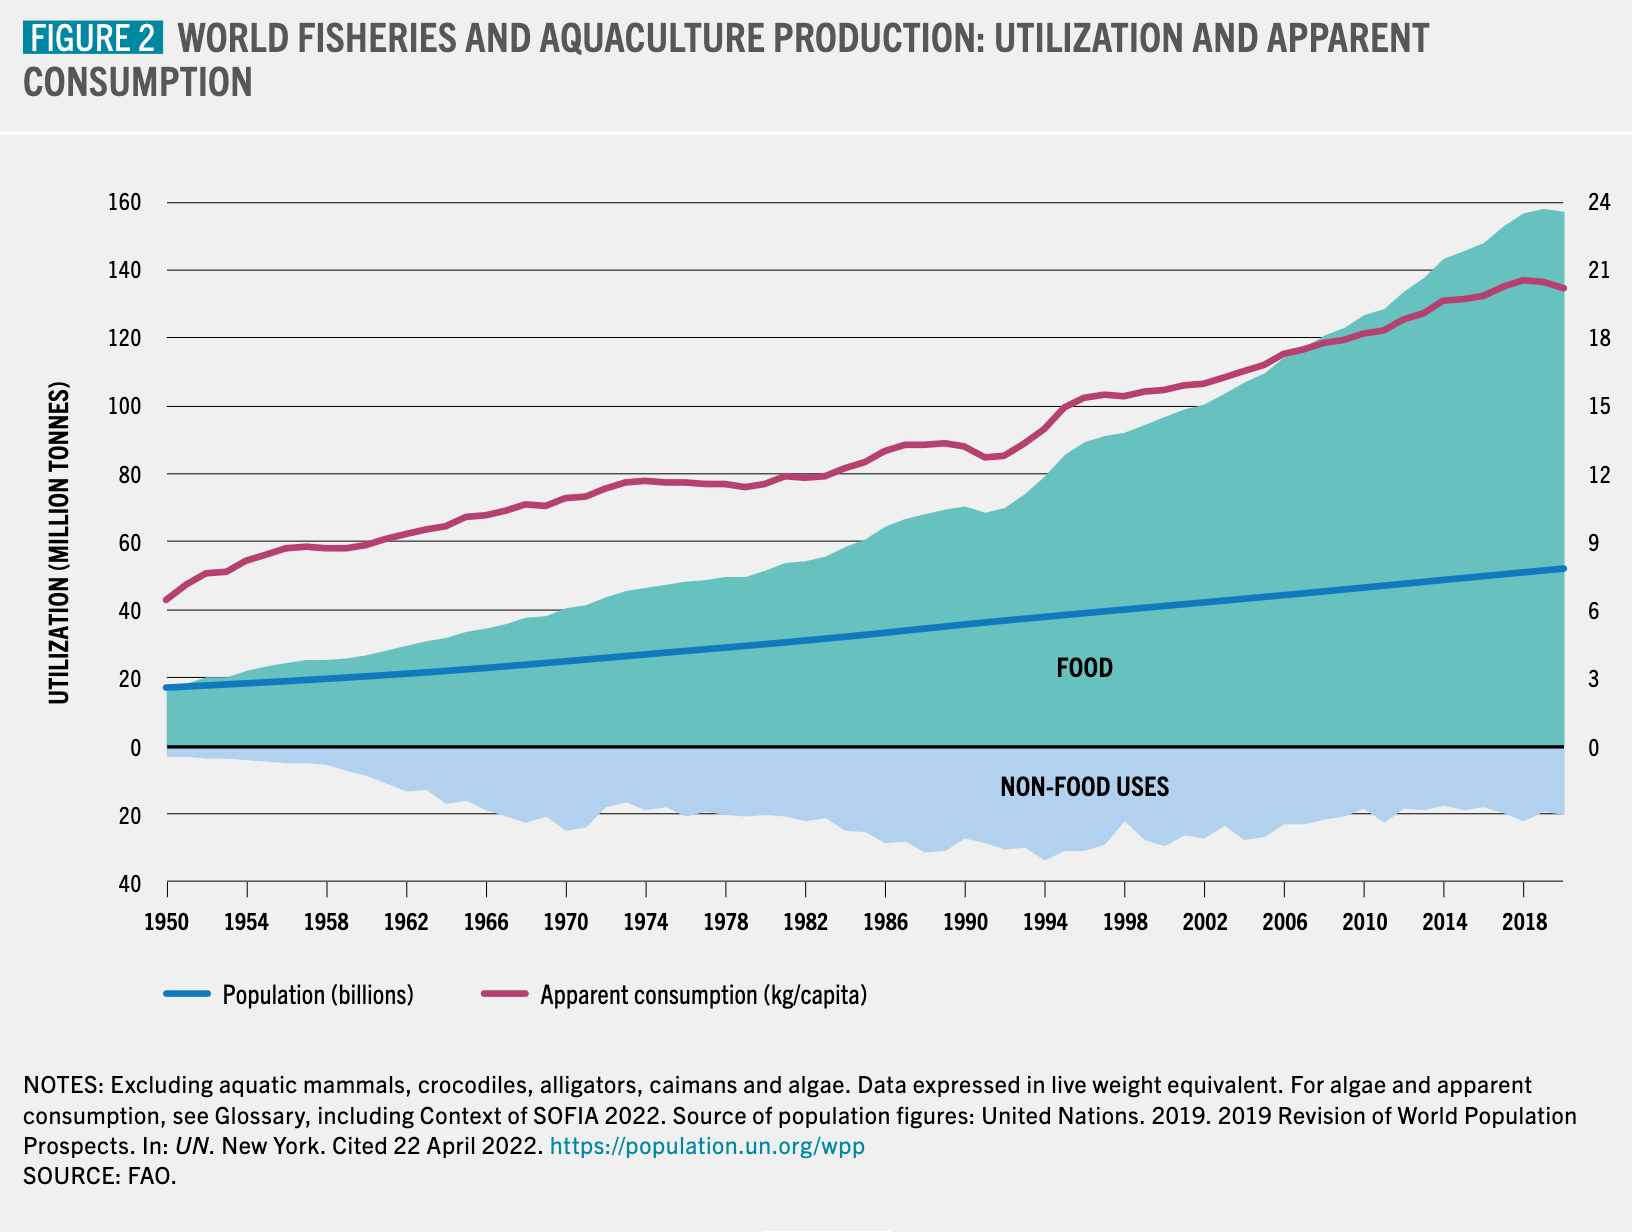 FIGURE 2 WORLD FISHERIES AND AQUACULTURE PRODUCTION: UTILIZATION AND APPARENT
CONSUMPTION
160
140
120
100
80
60
40
20
0
20
40
UTILIZATION (MILLION TONNES)
24
21
18
15
12
9
6
3
0
FOOD
NON-FOOD USES
1950 1954 1958 1962 1966 1970 1974 1978 1982 1986 1990 1994 1998 2002 2006 2010 2014 2018
Population (billions) Apparent consumption (kg/capita)
NOTES: Excluding aquatic mammals, crocodiles, alligators, caimans and algae. Data expressed in live weight equivalent. For algae and apparent
consumption, see Glossary, including Context of SOFIA 2022. Source of population figures: United Nations. 2019. 2019 Revision of World Population
Prospects. In: UN. New York. Cited 22 April 2022. https://population.un.org/wpp
SOURCE: FAO.